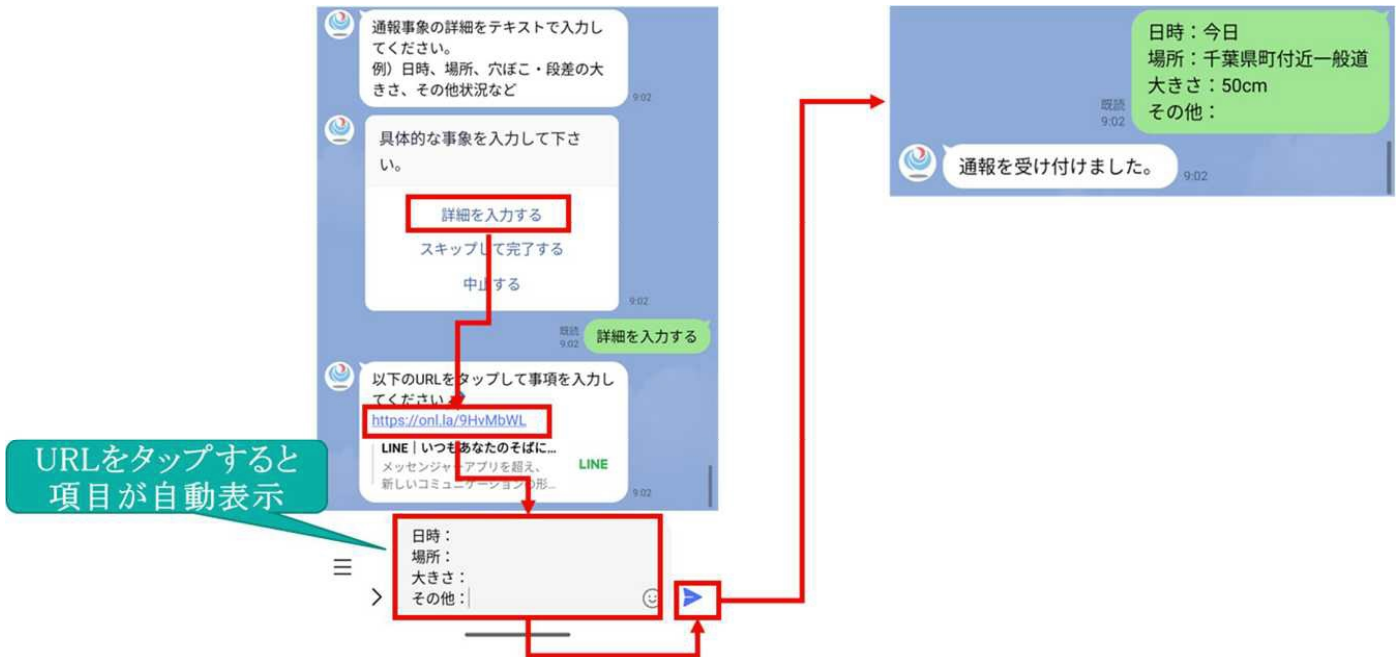 通報事象の詳細をテキストで入力し
てください。
例）日時、場所、穴ぼこ・段差の大
きさ、その他状況など
9:02
具体的な事象を入力して下さ
い。
詳細を入力する
スキップして完了する
中止する
9:02
既読
9:02
詳細を入力する
以下のURLをタップして事項を入力し
てください
https://onl.la/9HvMbWL
LINE｜いつもあなたのそばに...
メッセンジャーアプリを超え、
新しいコミュニケーションの形...
LINE
9:02
URLをタップすると
項目が自動表示
日時：
場所：
大きさ：
その他：
日時：今日
場所：千葉県町付近一般道
大きさ：50cm
その他：
既読
9:02
通報を受け付けました。
9:02